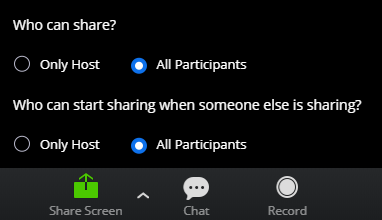 Who can share?
Only Host All Participants
Who can start sharing when someone else is sharing?
Only Host All Participants
Share Screen Chat Record